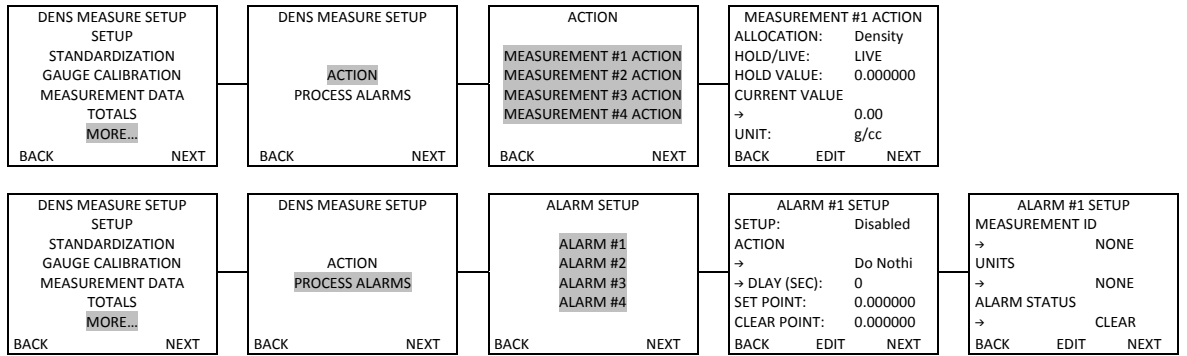 DENS MEASURE SETUP
SETUP
STANDARDIZATION
GAUGE CALIBRATION
MEASUREMENT DATA
TOTALS
MORE...
BACK NEXT
DENS MEASURE SETUP
ACTION
PROCESS ALARMS
BACK NEXT
ACTION
MEASUREMENT #1 ACTION
MEASUREMENT #2 ACTION
MEASUREMENT #3 ACTION
MEASUREMENT #4 ACTION
BACK NEXT
MEASUREMENT #1 ACTION
ALLOCATION: Density
HOLD/LIVE: LIVE
HOLD VALUE: 0.000000
CURRENT VALUE
→ 0.00
UNIT: g/cc
BACK EDIT NEXT
DENS MEASURE SETUP
SETUP
STANDARDIZATION
GAUGE CALIBRATION
MEASUREMENT DATA
TOTALS
MORE...
BACK NEXT
DENS MEASURE SETUP
ACTION
PROCESS ALARMS
BACK NEXT
ALARM SETUP
ALARM #1
ALARM #2
ALARM #3
ALARM #4
BACK NEXT
ALARM #1 SETUP
SETUP: Disabled
ACTION
→ Do Nothi
→ DLAY (SEC): 0
SET POINT: 0.000000
CLEAR POINT: 0.000000
BACK EDIT NEXT
ALARM #1 SETUP
MEASUREMENT ID
→ NONE
UNITS
→ NONE
ALARM STATUS
→ CLEAR
BACK EDIT NEXT